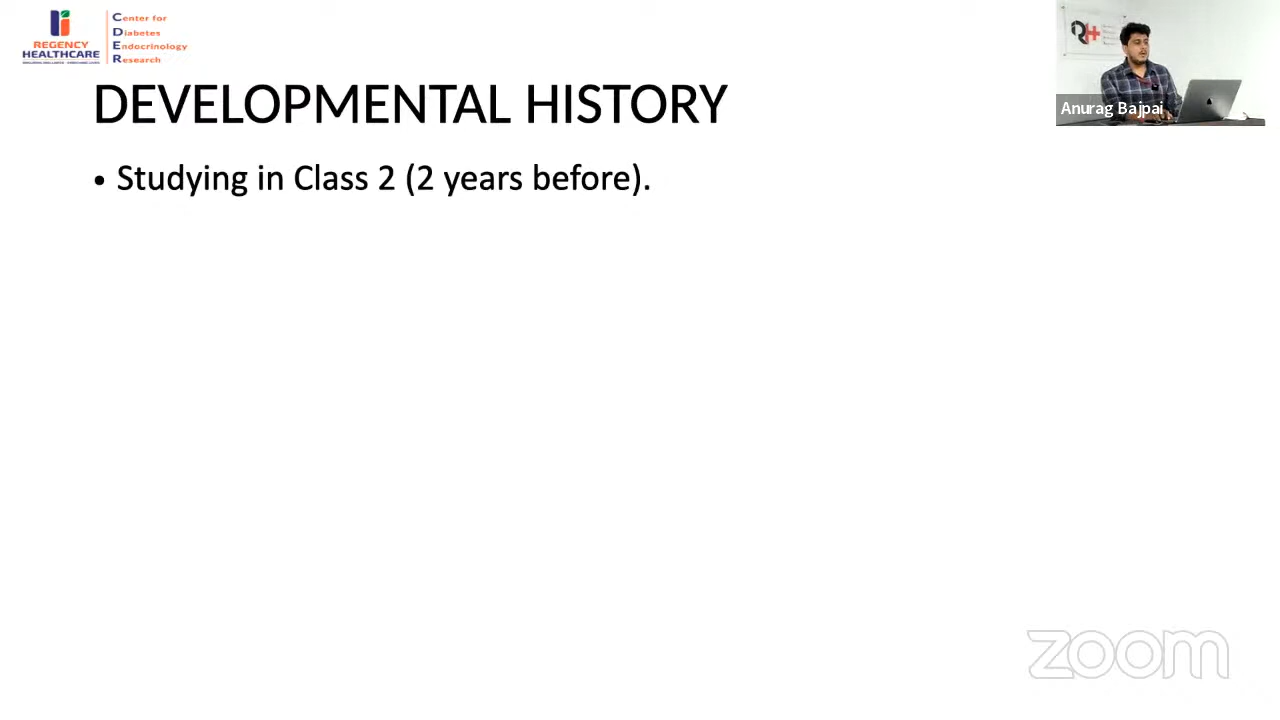 REGENCY
HEALTHCARE
Center for
Diabetes
Endocrinology
Research
DEVELOPMENTAL HISTORY
• Studying in Class 2 (2 years before).
RH
Anurag Bajpai
zoom